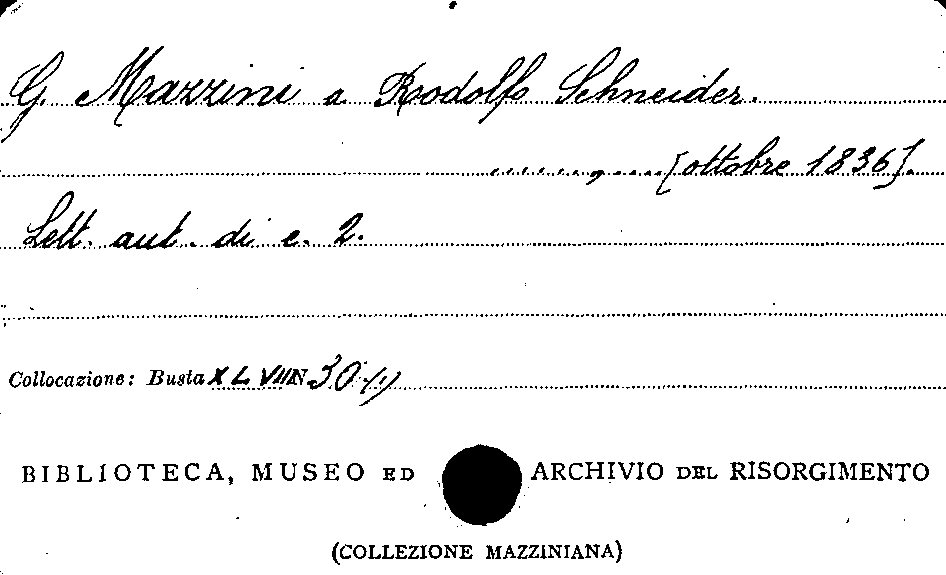 G. Mazzini a Rodolfo Schneider.
......, ....[ottobre 1836].
Lett. aut. di c. 2.
Collocazione: Busta XLVIII N. 30 (1)
BIBLIOTECA, MUSEO ED ARCHIVIO DEL RISORGIMENTO
(COLLEZIONE MAZZINIANA)